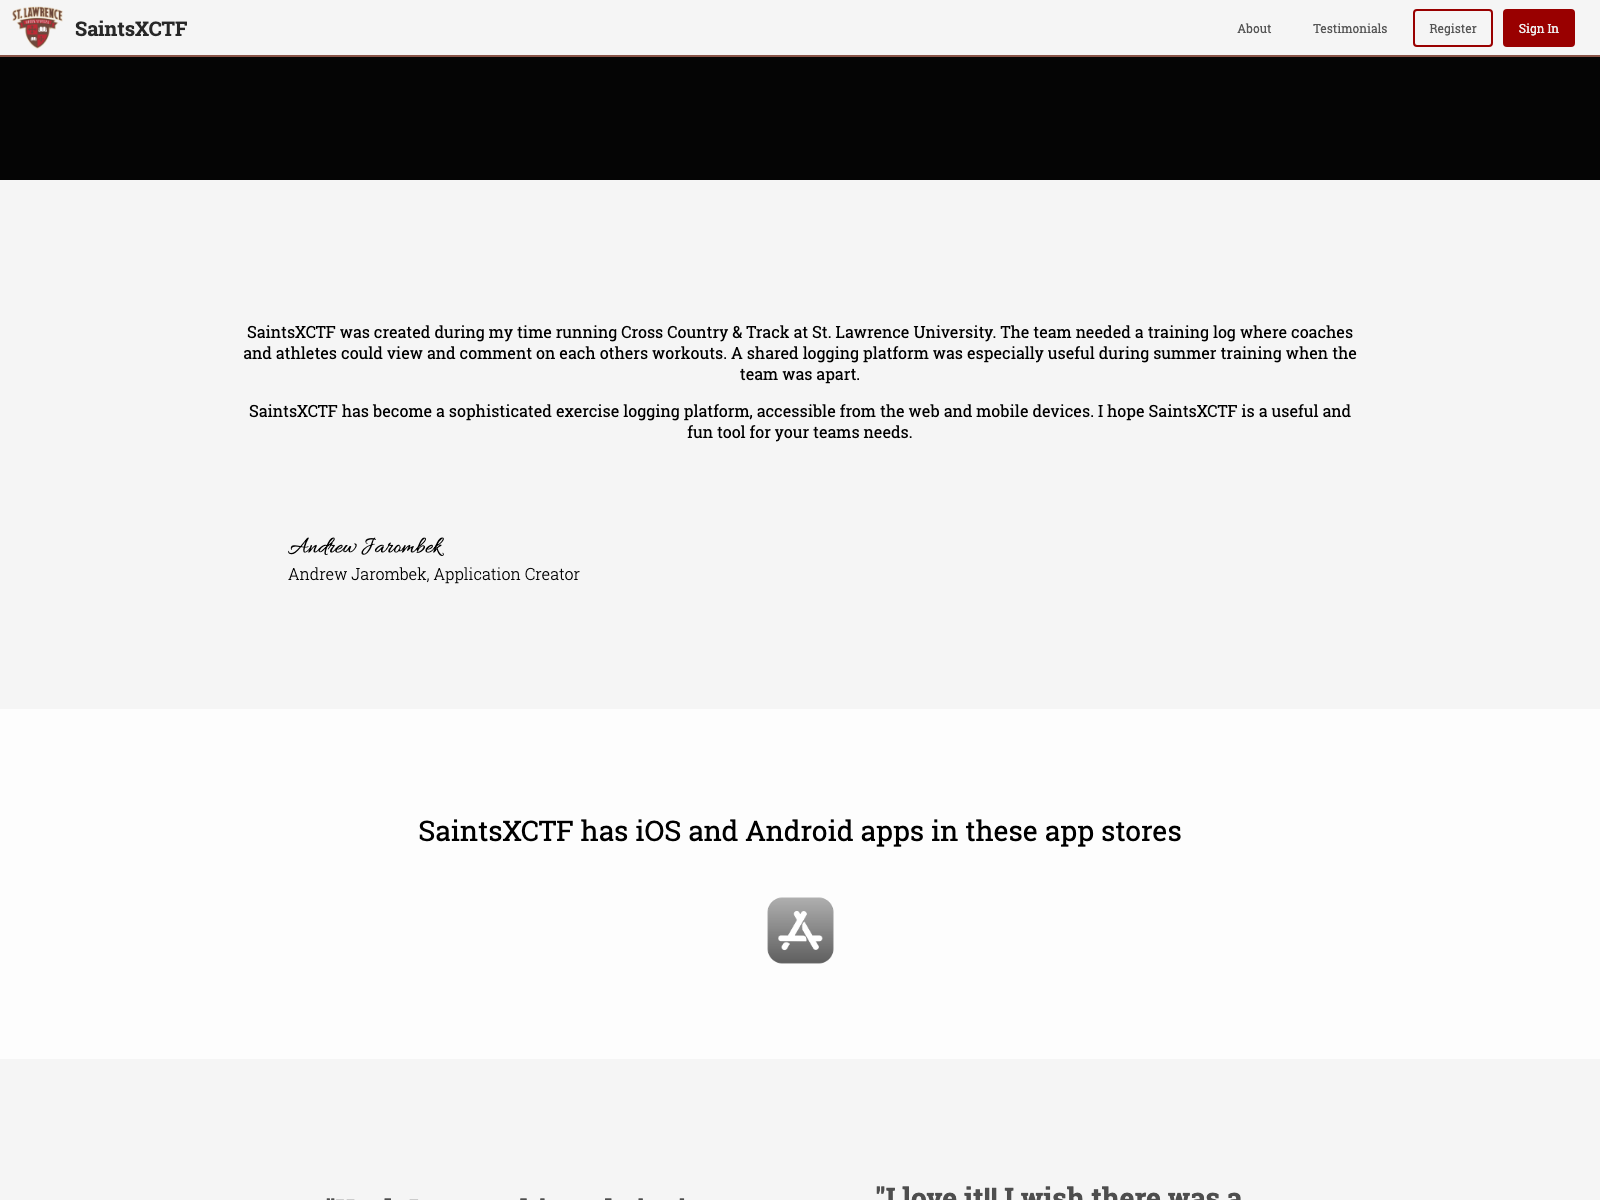 ST. LAWRENCE
SaintsXCTF
About
Testimonials
Register
Sign In
SaintsXCTF was created during my time running Cross Country & Track at St. Lawrence University. The team needed a training log where coaches
and athletes could view and comment on each others workouts. A shared logging platform was especially useful during summer training when the
team was apart.
SaintsXCTF has become a sophisticated exercise logging platform, accessible from the web and mobile devices. I hope SaintsXCTF is a useful and
fun tool for your teams needs.
Andrew Jarombek
Andrew Jarombek, Application Creator
SaintsXCTF has iOS and Android apps in these app stores
"I love it!! I wish there was a